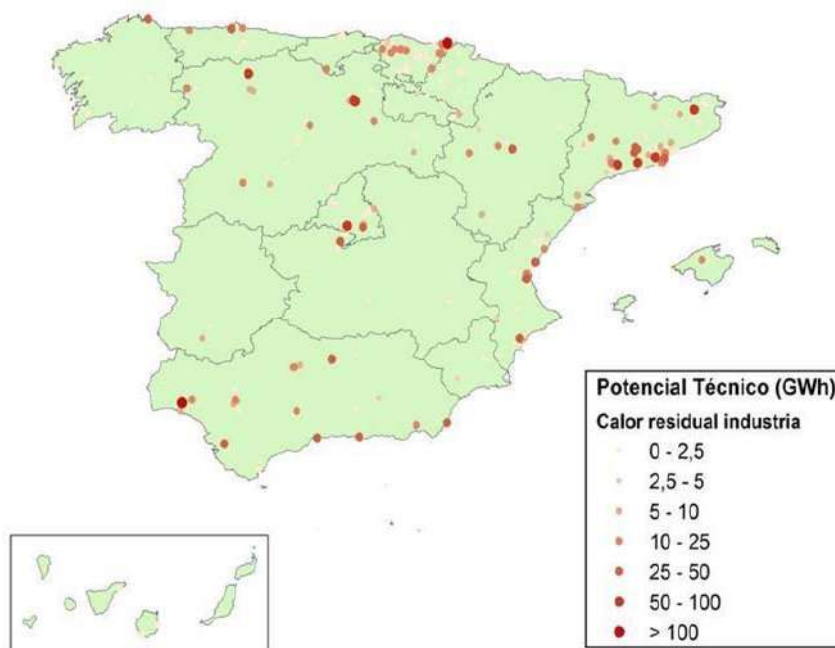 Potencial Técnico (GWh)
Calor residual industria
0 - 2,5
2,5 - 5
5 - 10
10 - 25
25 - 50
50 - 100
> 100